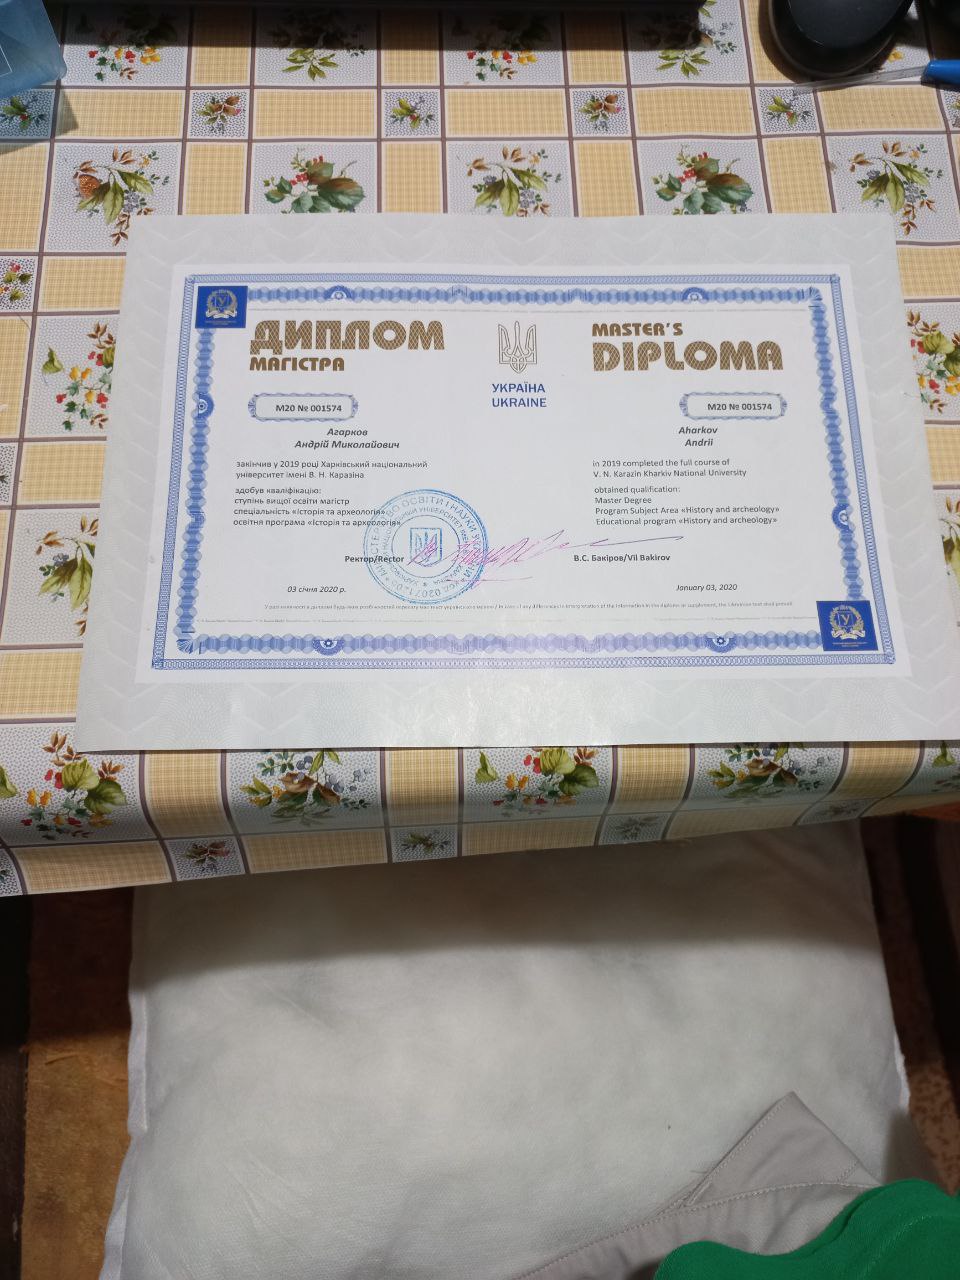 ДИПЛОМ
МАГІСТРА
М20 № 001574
Агарков
Андрій Миколайович
закінчив у 2019 році Харківський національний
університет імені В. Н. Каразіна
здобув кваліфікацію:
ступінь вищої освіти магістр
спеціальність «Історія та археологія»
освітня програма «Історія та археологія»
УКРАЇНА
UKRAINE
MASTER'S
DIPLOMA
М20 № 001574
Aharkov
Andrii
in 2019 completed the full course of
V. N. Karazin Kharkiv National University
obtained qualification:
Master Degree
Program Subject Area «History and archeology»
Educational program «History and archeology»
Ректор/Rector
В.С. Бакіров/Vil Bakirov
03 січня 2020 р.
January 03, 2020